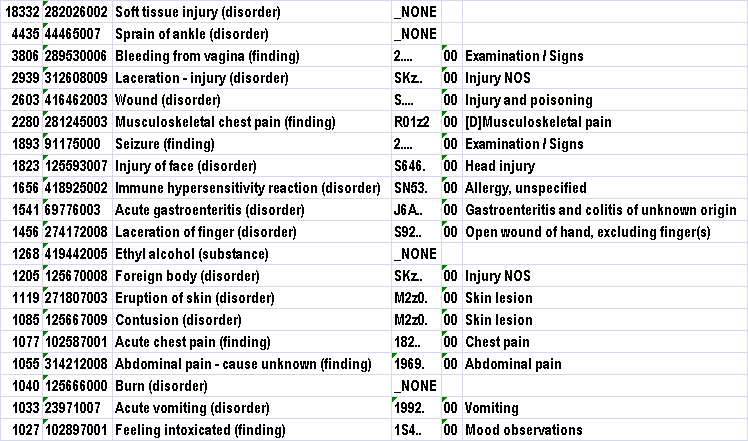 18332 282026002 Soft tissue injury (disorder) _NONE
4435 44465007 Sprain of ankle (disorder) _NONE
3806 289530006 Bleeding from vagina (finding) 2.... 00 Examination / Signs
2939 312608009 Laceration - injury (disorder) SKz.. 00 Injury NOS
2603 416462003 Wound (disorder) S.... 00 Injury and poisoning
2280 281245003 Musculoskeletal chest pain (finding) R01z2 00 [D]Musculoskeletal pain
1893 91175000 Seizure (finding) 2.... 00 Examination / Signs
1823 125593007 Injury of face (disorder) S646. 00 Head injury
1656 418925002 Immune hypersensitivity reaction (disorder) SN53. 00 Allergy, unspecified
1541 69776003 Acute gastroenteritis (disorder) J6A.. 00 Gastroenteritis and colitis of unknown origin
1456 274172008 Laceration of finger (disorder) S92.. 00 Open wound of hand, excluding finger(s)
1268 419442005 Ethyl alcohol (substance) _NONE
1205 125670008 Foreign body (disorder) SKz.. 00 Injury NOS
1119 271807003 Eruption of skin (disorder) M2z0. 00 Skin lesion
1085 125667009 Contusion (disorder) M2z0. 00 Skin lesion
1077 102587001 Acute chest pain (finding) 182.. 00 Chest pain
1055 314212008 Abdominal pain - cause unknown (finding) 1969. 00 Abdominal pain
1040 125666000 Burn (disorder) _NONE
1033 23971007 Acute vomiting (disorder) 1992. 00 Vomiting
1027 102897001 Feeling intoxicated (finding) 1S4.. 00 Mood observations